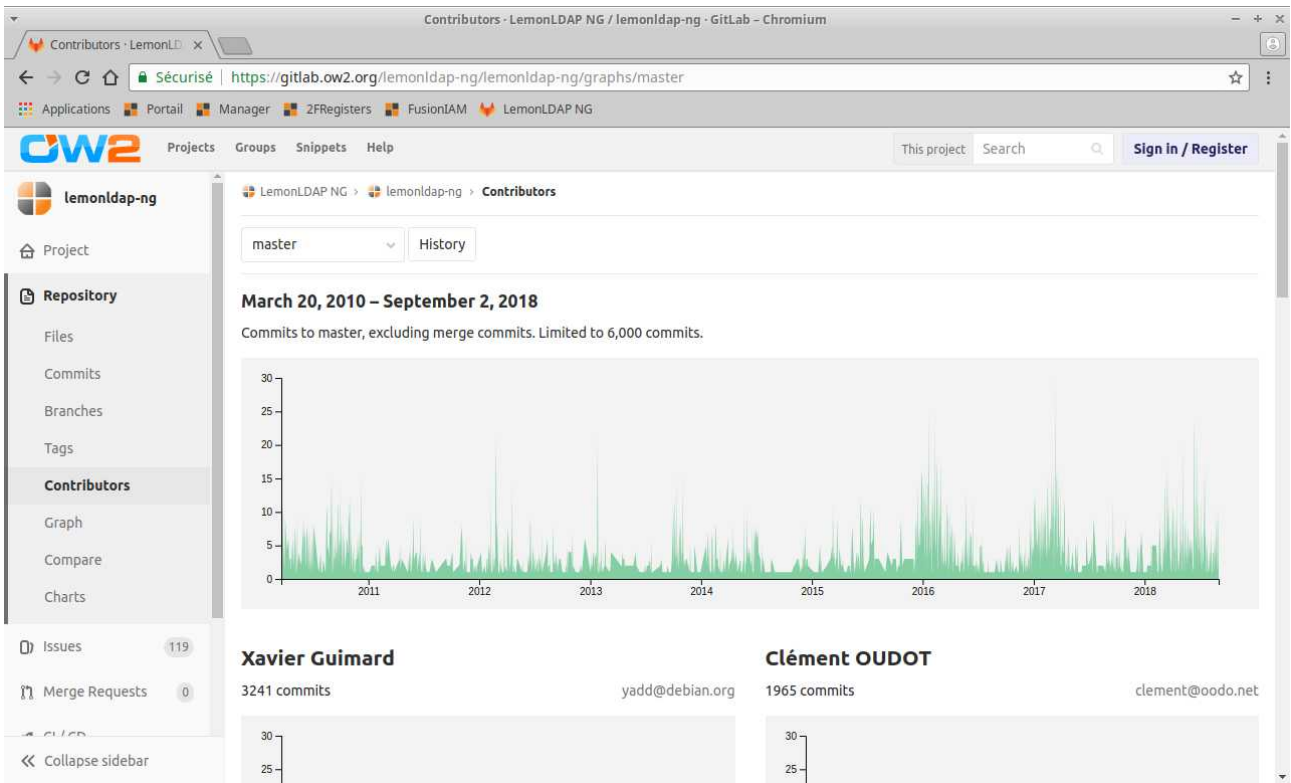 Contributors · LemonLDAP NG / lemonldap-ng · GitLab – Chromium
Contributors · LemonLD
Sécurisé https://gitlab.ow2.org/lemonldap-ng/lemonldap-ng/graphs/master
Applications Portail Manager 2FRegisters FusionIAM LemonLDAP NG
OW2 Projects Groups Snippets Help This project Search Sign in / Register
lemonldap-ng
LemonLDAP NG › lemonldap-ng › Contributors
Project
master History
Repository
March 20, 2010 – September 2, 2018
Commits to master, excluding merge commits. Limited to 6,000 commits.
Files
Commits
Branches
Tags
Contributors
Graph
Compare
Charts
30
25
20
15
10
5
0
2011 2012 2013 2014 2015 2016 2017 2018
Issues 119
Merge Requests 0
CI / CD
Collapse sidebar
Xavier Guimard
3241 commits yadd@debian.org
30
25
Clément OUDOT
1965 commits clement@oodo.net
30
25